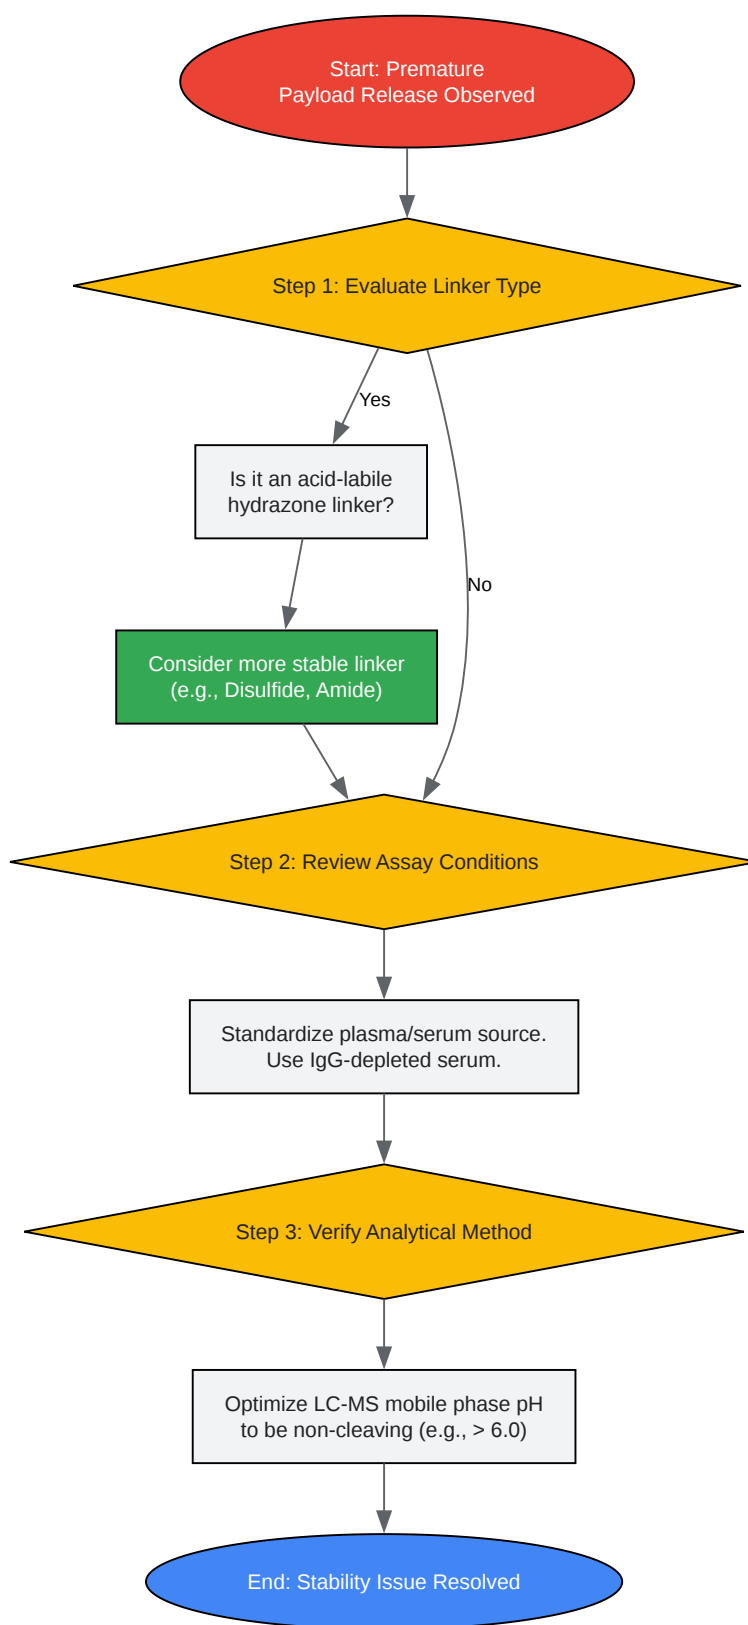 Start: Premature
Payload Release Observed
Step 1: Evaluate Linker Type
Yes
Is it an acid-labile
hydrazone linker?
No
Consider more stable linker
(e.g., Disulfide, Amide)
Step 2: Review Assay Conditions
Standardize plasma/serum source.
Use IgG-depleted serum.
Step 3: Verify Analytical Method
Optimize LC-MS mobile phase pH
to be non-cleaving (e.g., > 6.0)
End: Stability Issue Resolved